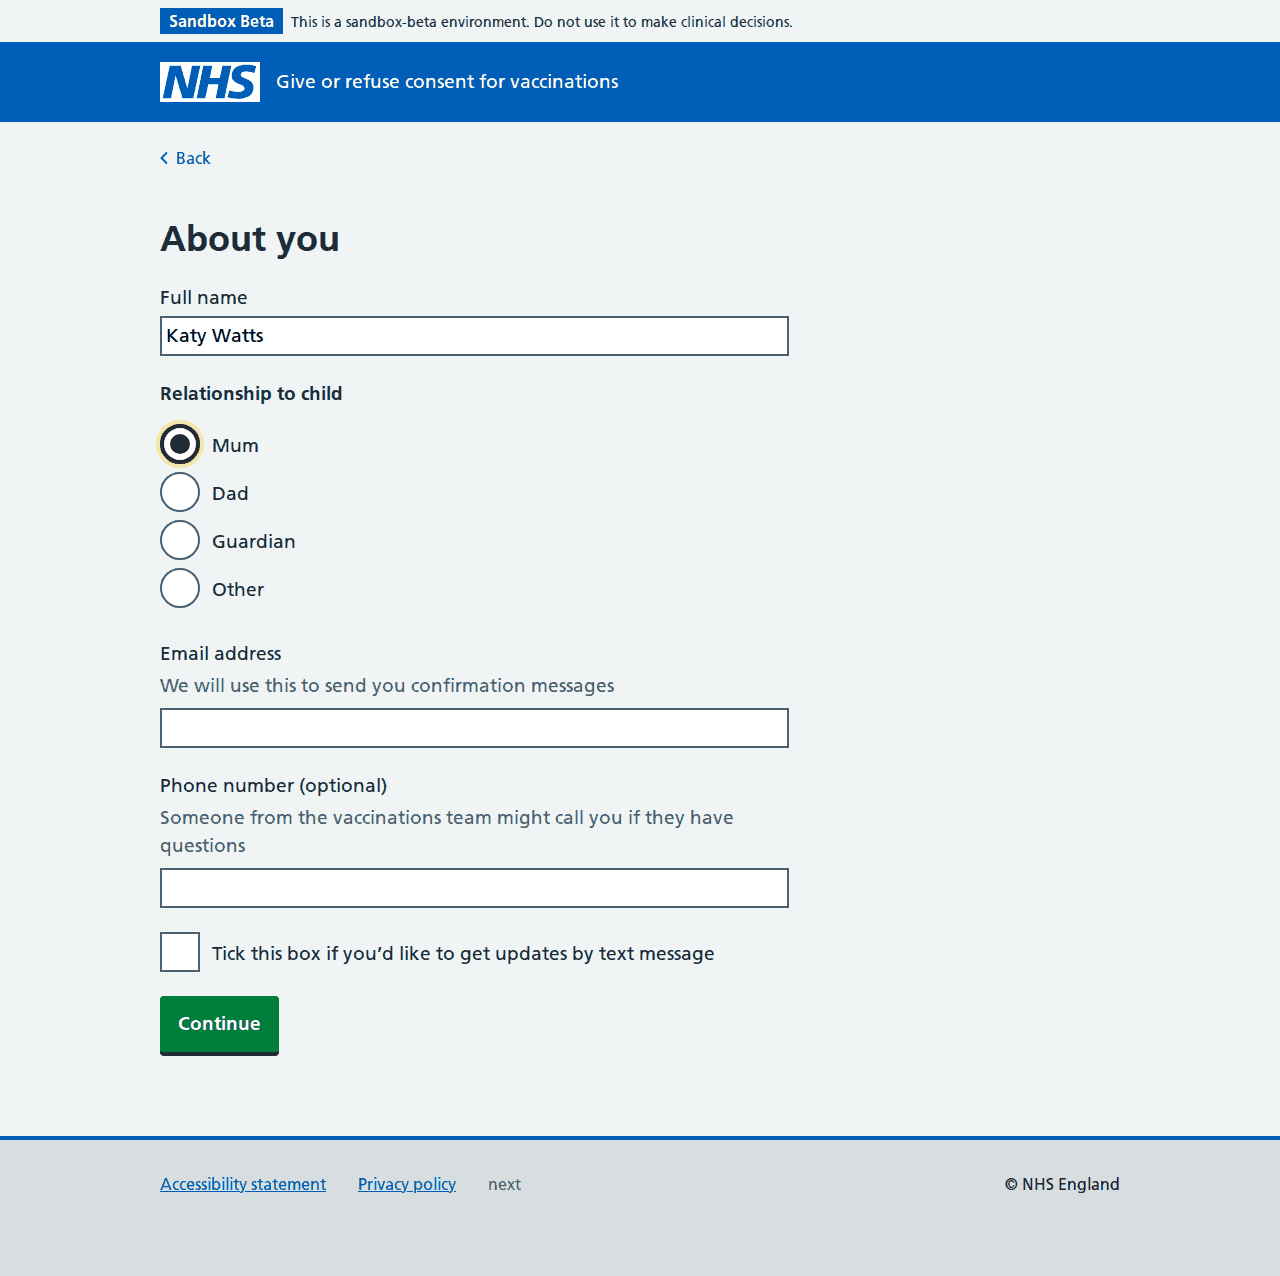 Sandbox Beta This is a sandbox-beta environment. Do not use it to make clinical decisions.
NHS Give or refuse consent for vaccinations
Back
About you
Full name
Katy Watts
Relationship to child
Mum
Dad
Guardian
Other
Email address
We will use this to send you confirmation messages
Phone number (optional)
Someone from the vaccinations team might call you if they have
questions
Tick this box if you’d like to get updates by text message
Continue
Accessibility statement Privacy policy next © NHS England